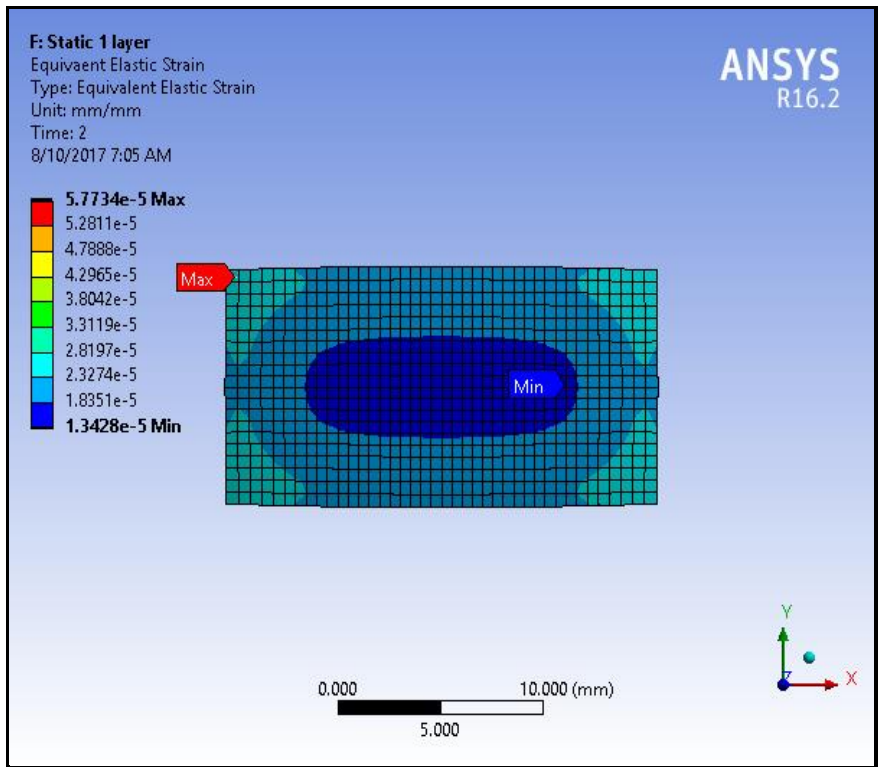 F: Static 1 layer
Equivaent Elastic Strain
Type: Equivalent Elastic Strain
Unit: mm/mm
Time: 2
8/10/2017 7:05 AM
ANSYS
R16.2
5.7734e-5 Max
5.2811e-5
4.7888e-5
4.2965e-5
3.8042e-5
3.3119e-5
2.8197e-5
2.3274e-5
1.8351e-5
1.3428e-5 Min
Max
Min
0.000 10.000 (mm)
5.000
Y
Z X